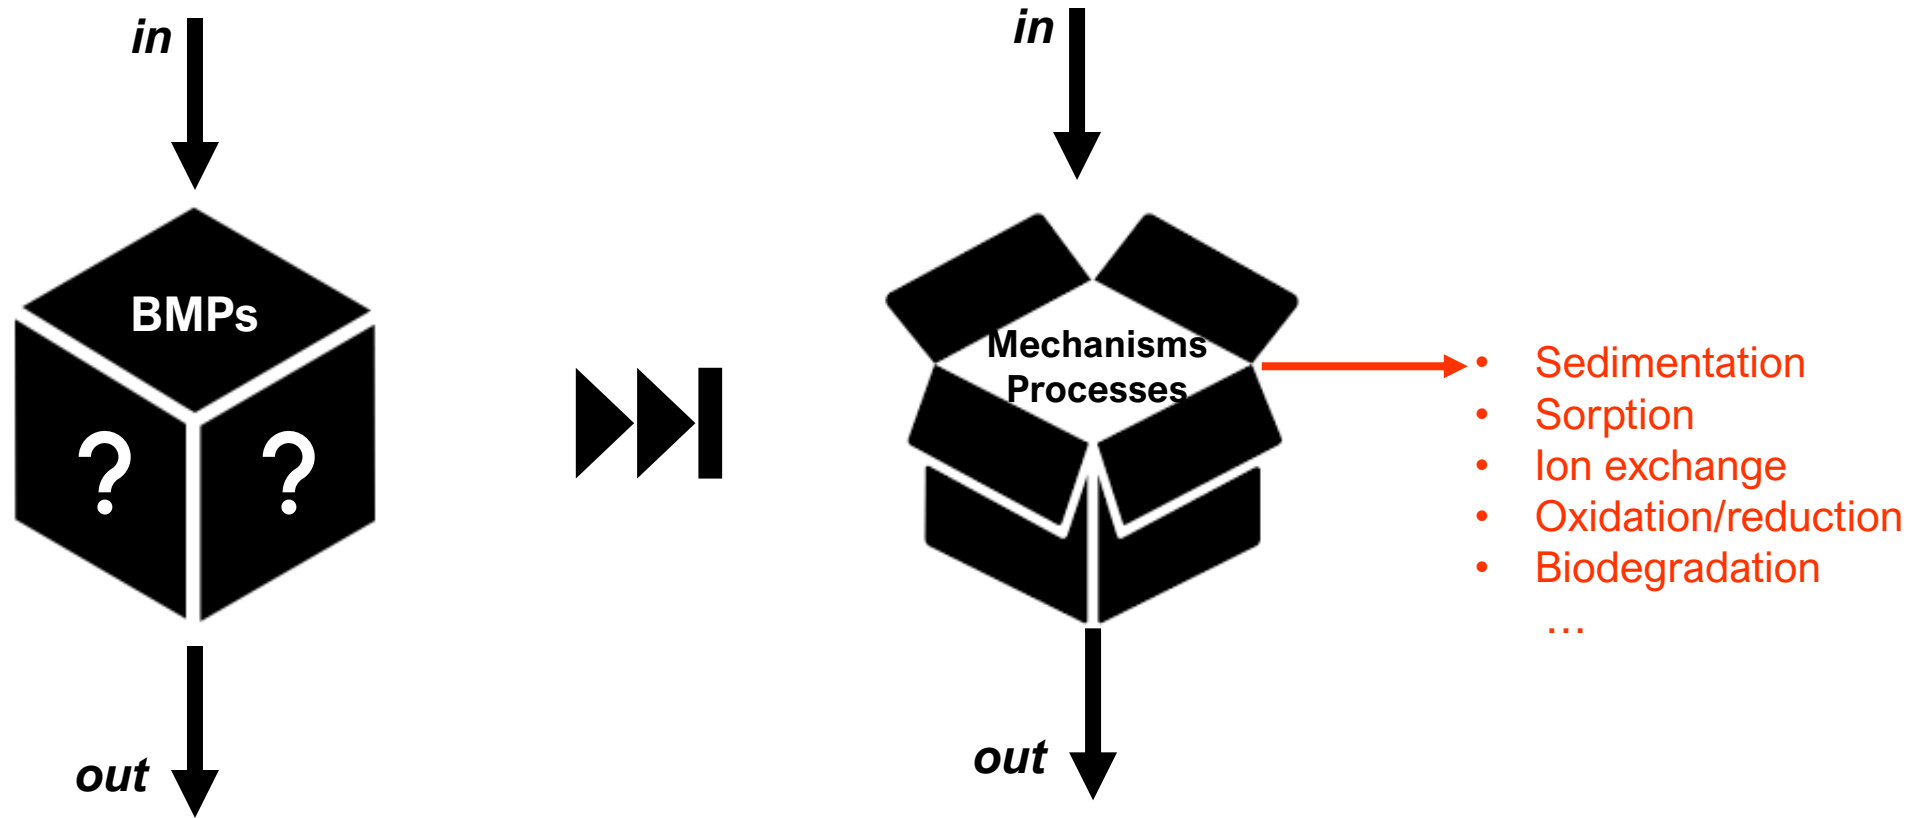 in
BMPs
? ?
out
in
Mechanisms
Processes
out
• Sedimentation
• Sorption
• Ion exchange
• Oxidation/reduction
• Biodegradation
…